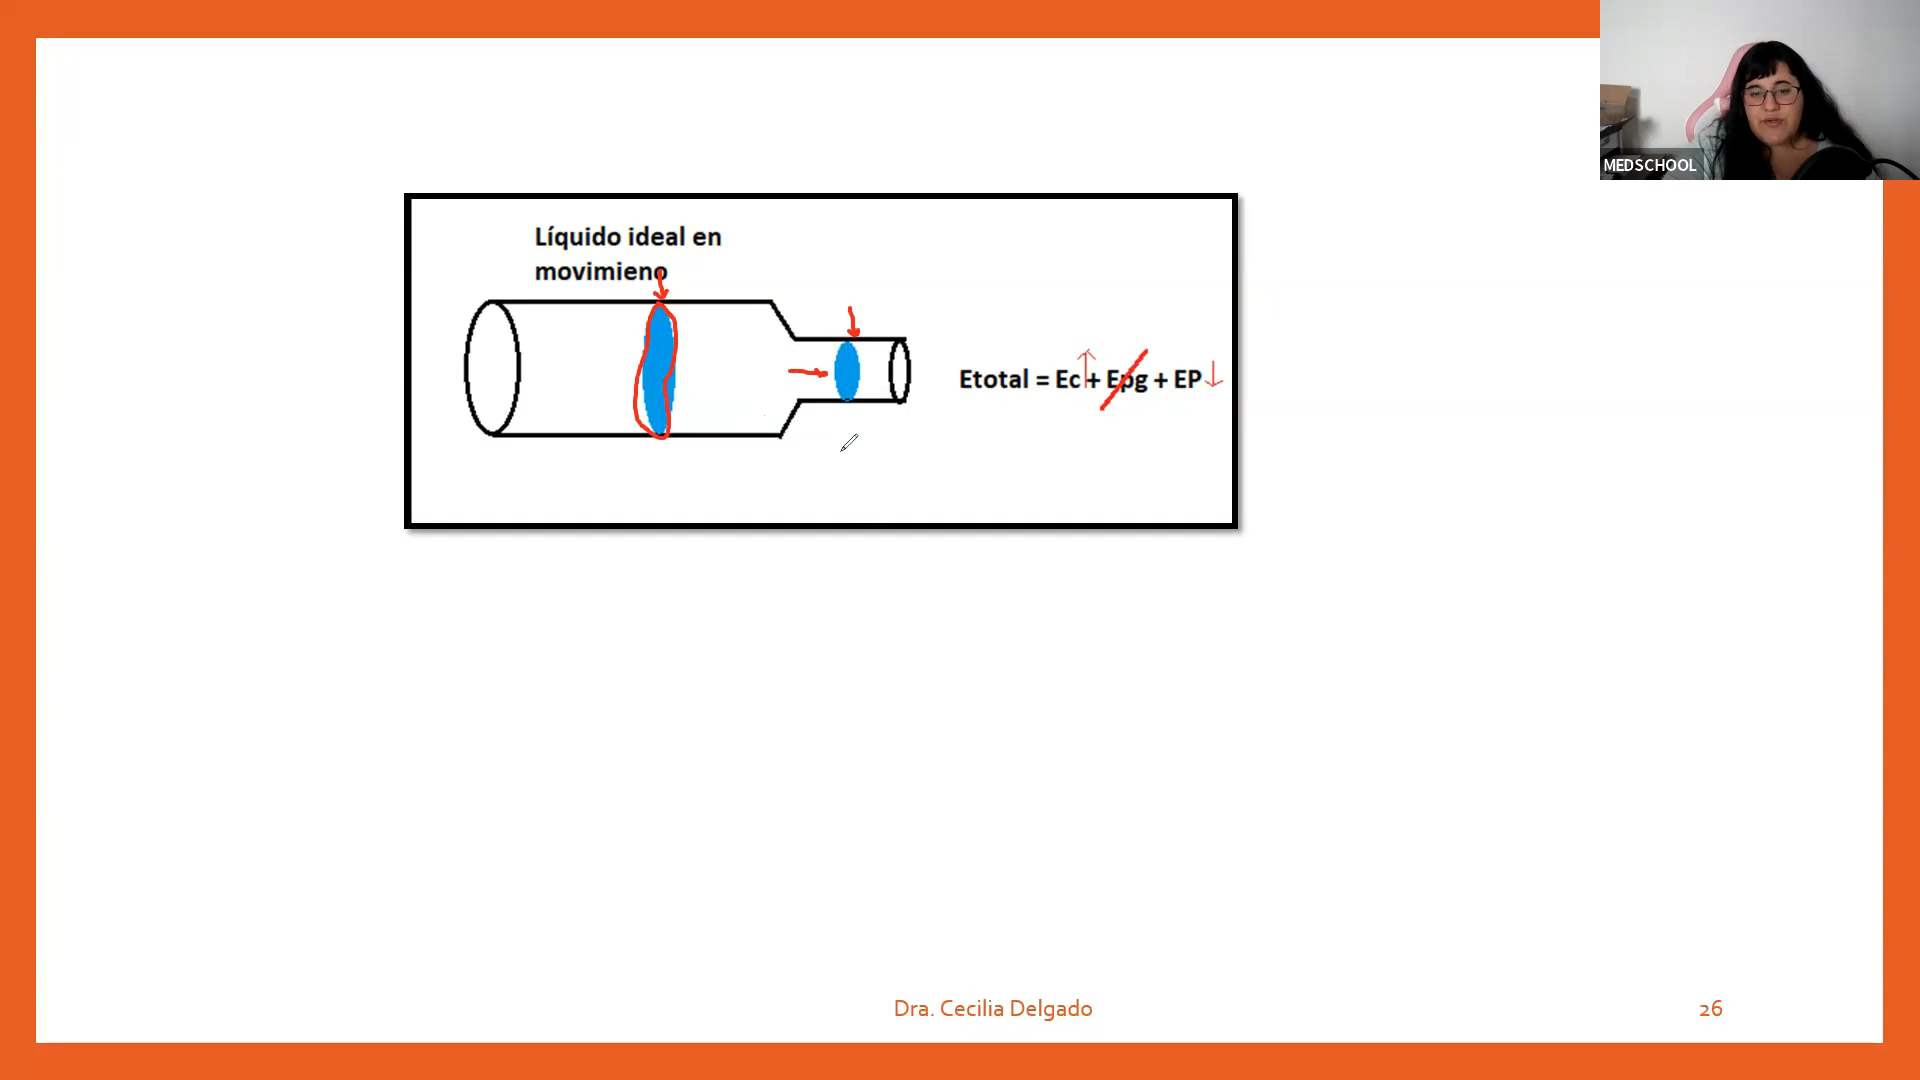 MEDSCHOOL
Líquido ideal en
movimieno
Etotal = Ec + Epg + EP
Dra. Cecilia Delgado
26